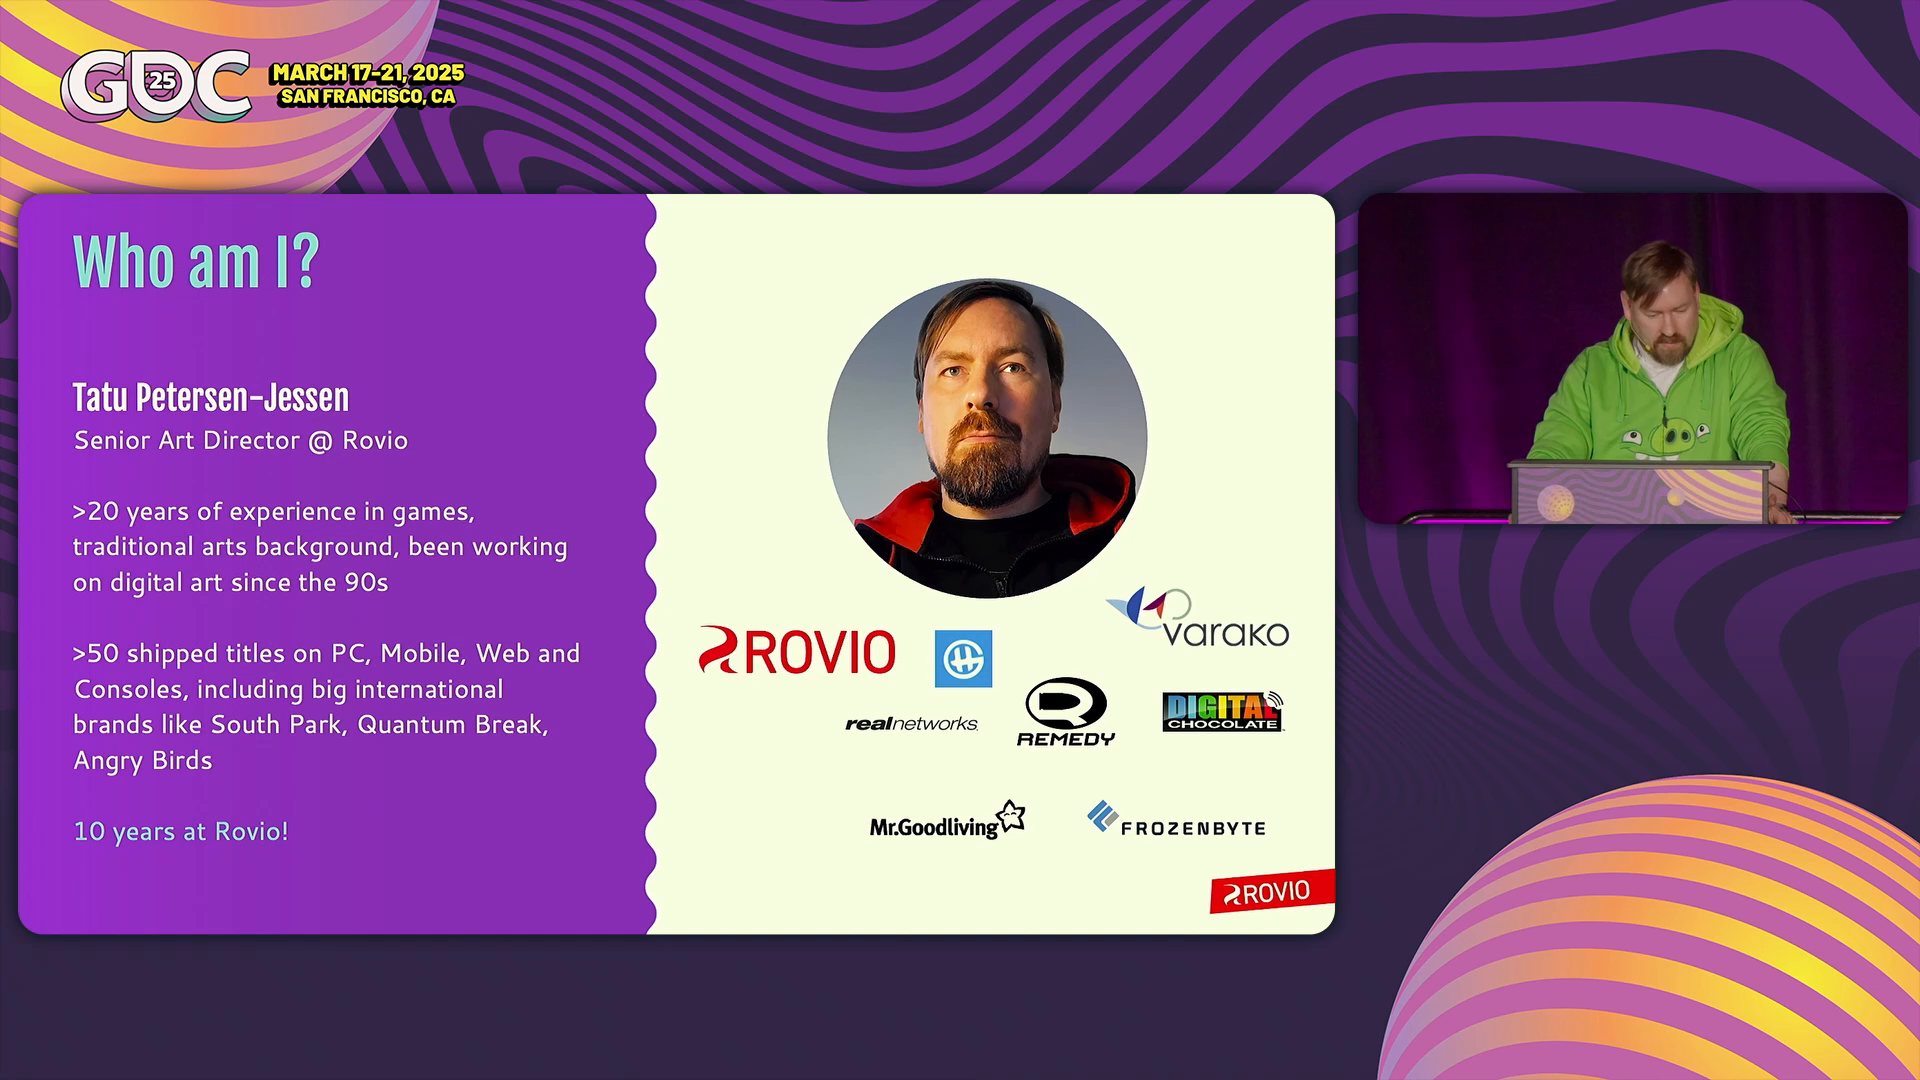 GDC 25
MARCH 17-21, 2025
SAN FRANCISCO, CA
Who am I?
Tatu Petersen-Jessen
Senior Art Director @ Rovio
>20 years of experience in games,
traditional arts background, been working
on digital art since the 90s
>50 shipped titles on PC, Mobile, Web and
Consoles, including big international
brands like South Park, Quantum Break,
Angry Birds
10 years at Rovio!
varako
ROVIO
realnetworks.
REMEDY
DIGITAL
CHOCOLATE
Mr.Goodliving
FROZENBYTE
ROVIO